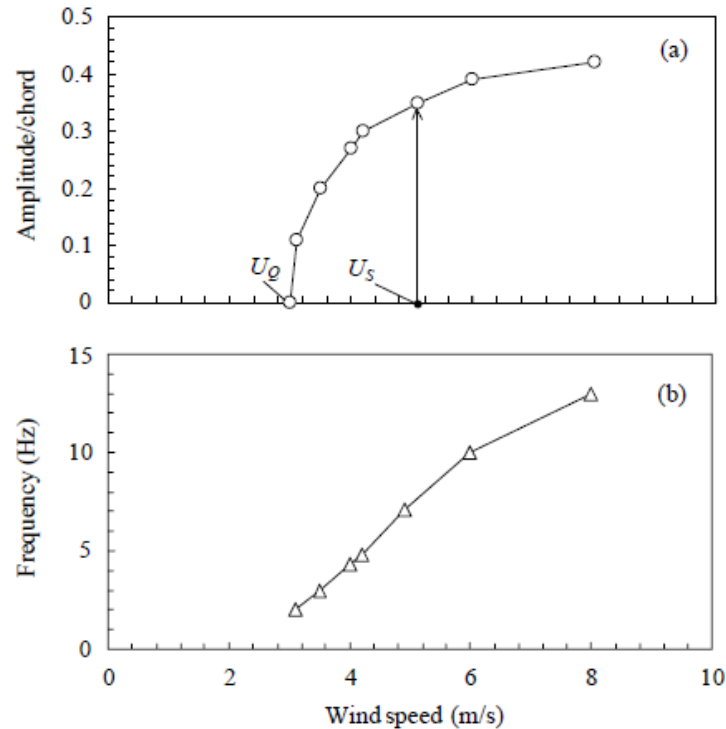 0.5
(a)
0.4
Amplitude/chord
0.3
0.2
0.1
U_Q
U_S
0
15
(b)
10
Frequency (Hz)
5
0
0 2 4 6 8 10
Wind speed (m/s)